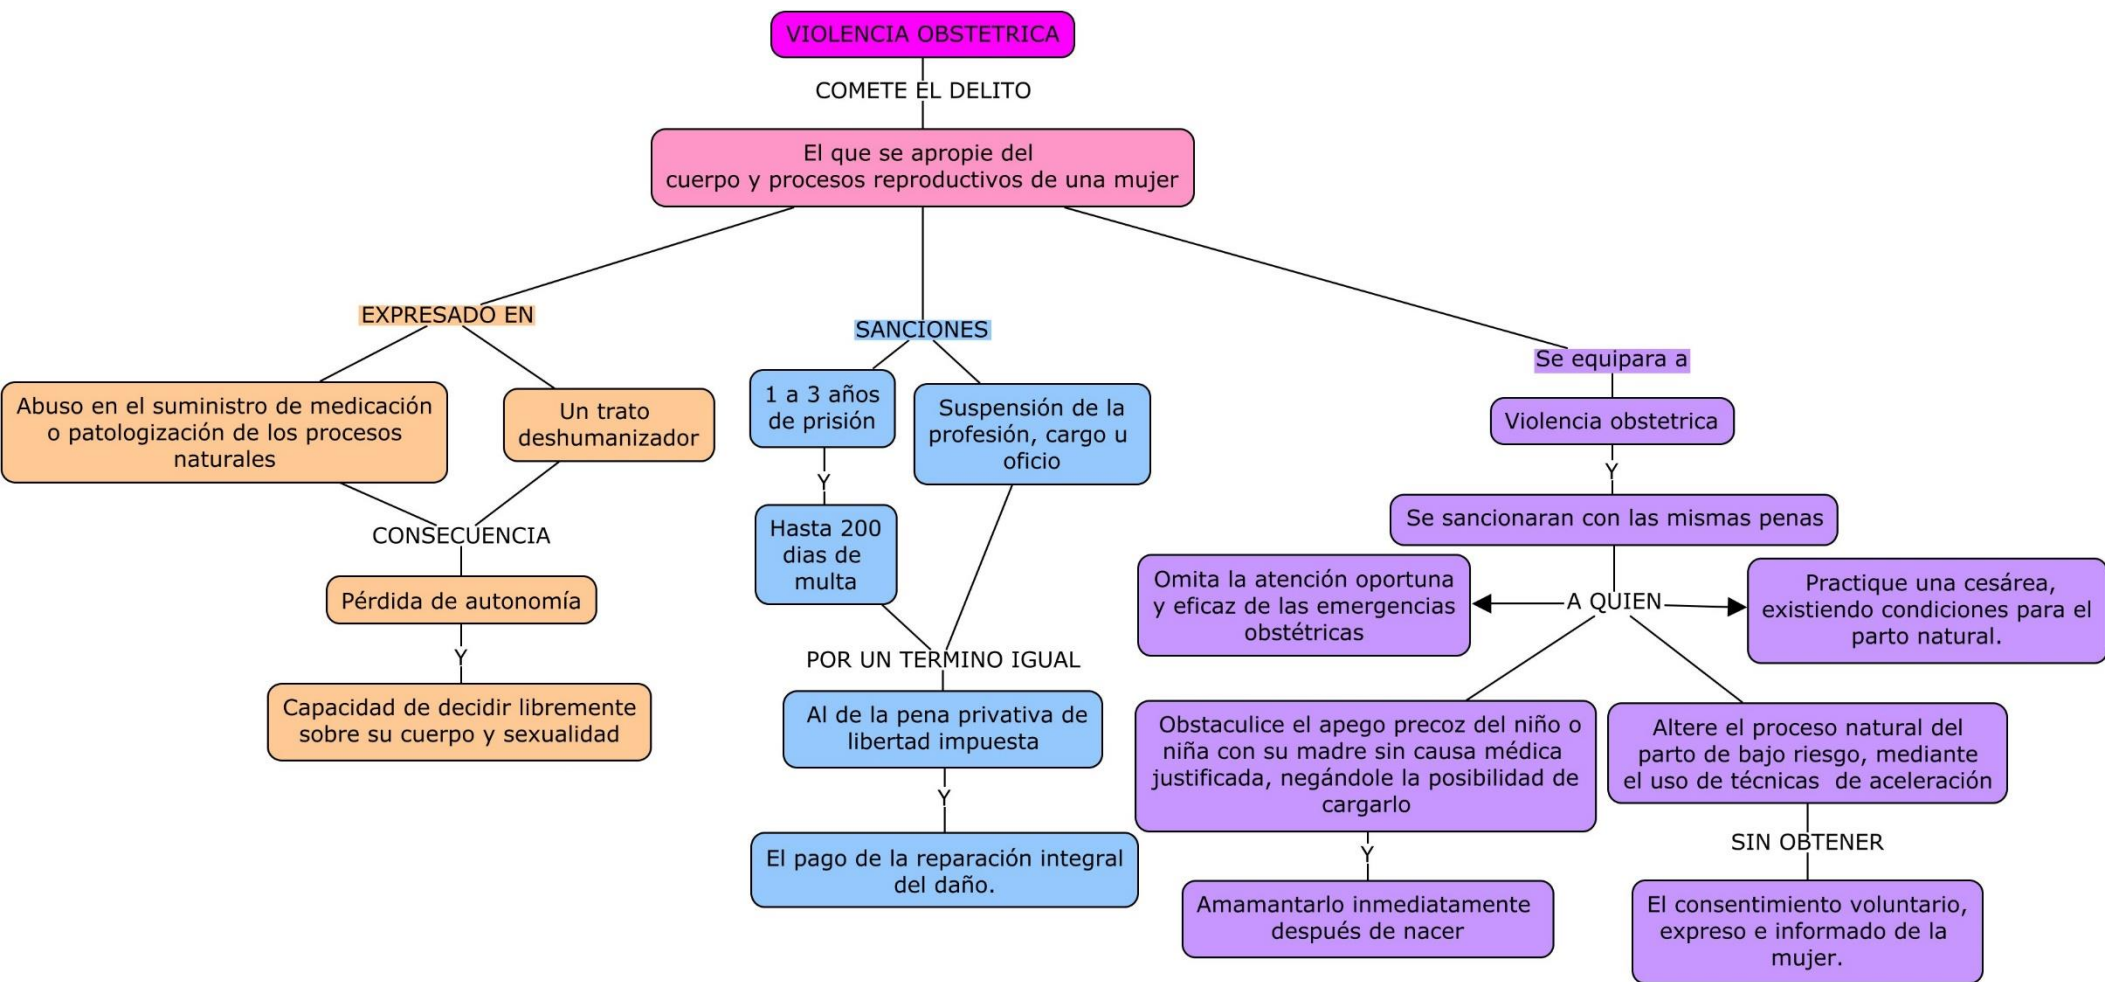 VIOLENCIA OBSTETRICA
COMETE EL DELITO
El que se apropie del
cuerpo y procesos reproductivos de una mujer
EXPRESADO EN
Abuso en el suministro de medicación
o patologización de los procesos
naturales
Un trato
deshumanizador
CONSECUENCIA
Pérdida de autonomía
Y
Capacidad de decidir libremente
sobre su cuerpo y sexualidad
SANCIONES
1 a 3 años
de prisión
Y
Hasta 200
dias de
multa
Suspensión de la
profesión, cargo u
oficio
POR UN TERMINO IGUAL
Al de la pena privativa de
libertad impuesta
Y
El pago de la reparación integral
del daño.
Se equipara a
Violencia obstetrica
Y
Se sancionaran con las mismas penas
A QUIEN
Omita la atención oportuna
y eficaz de las emergencias
obstétricas
Practique una cesárea,
existiendo condiciones para el
parto natural.
Obstaculice el apego precoz del niño o
niña con su madre sin causa médica
justificada, negándole la posibilidad de
cargarlo
Y
Amamantarlo inmediatamente
después de nacer
Altere el proceso natural del
parto de bajo riesgo, mediante
el uso de técnicas  de aceleración
SIN OBTENER
El consentimiento voluntario,
expreso e informado de la
mujer.